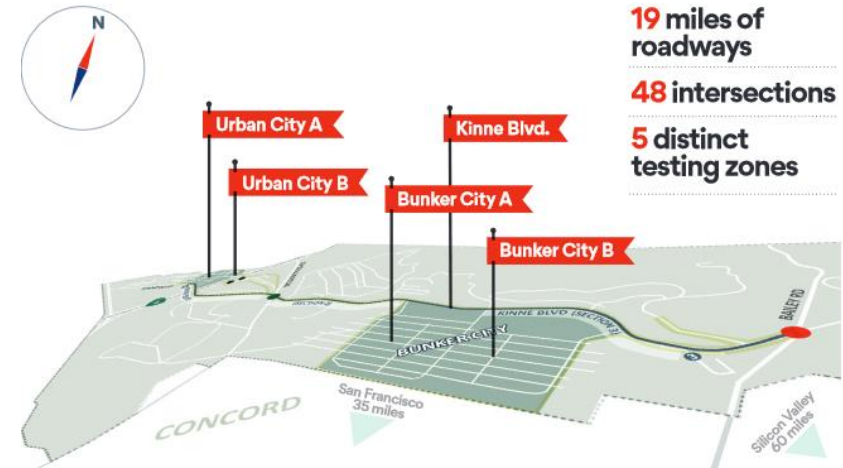 N
19 miles of
roadways
48 intersections
5 distinct
testing zones
Urban City A
Kinne Blvd.
Urban City B
Bunker City A
Bunker City B
KINNE BLVD (SECTION 3)
BAILEY RD
BUNKER CITY
San Francisco
35 miles
CONCORD
Silicon Valley
60 miles